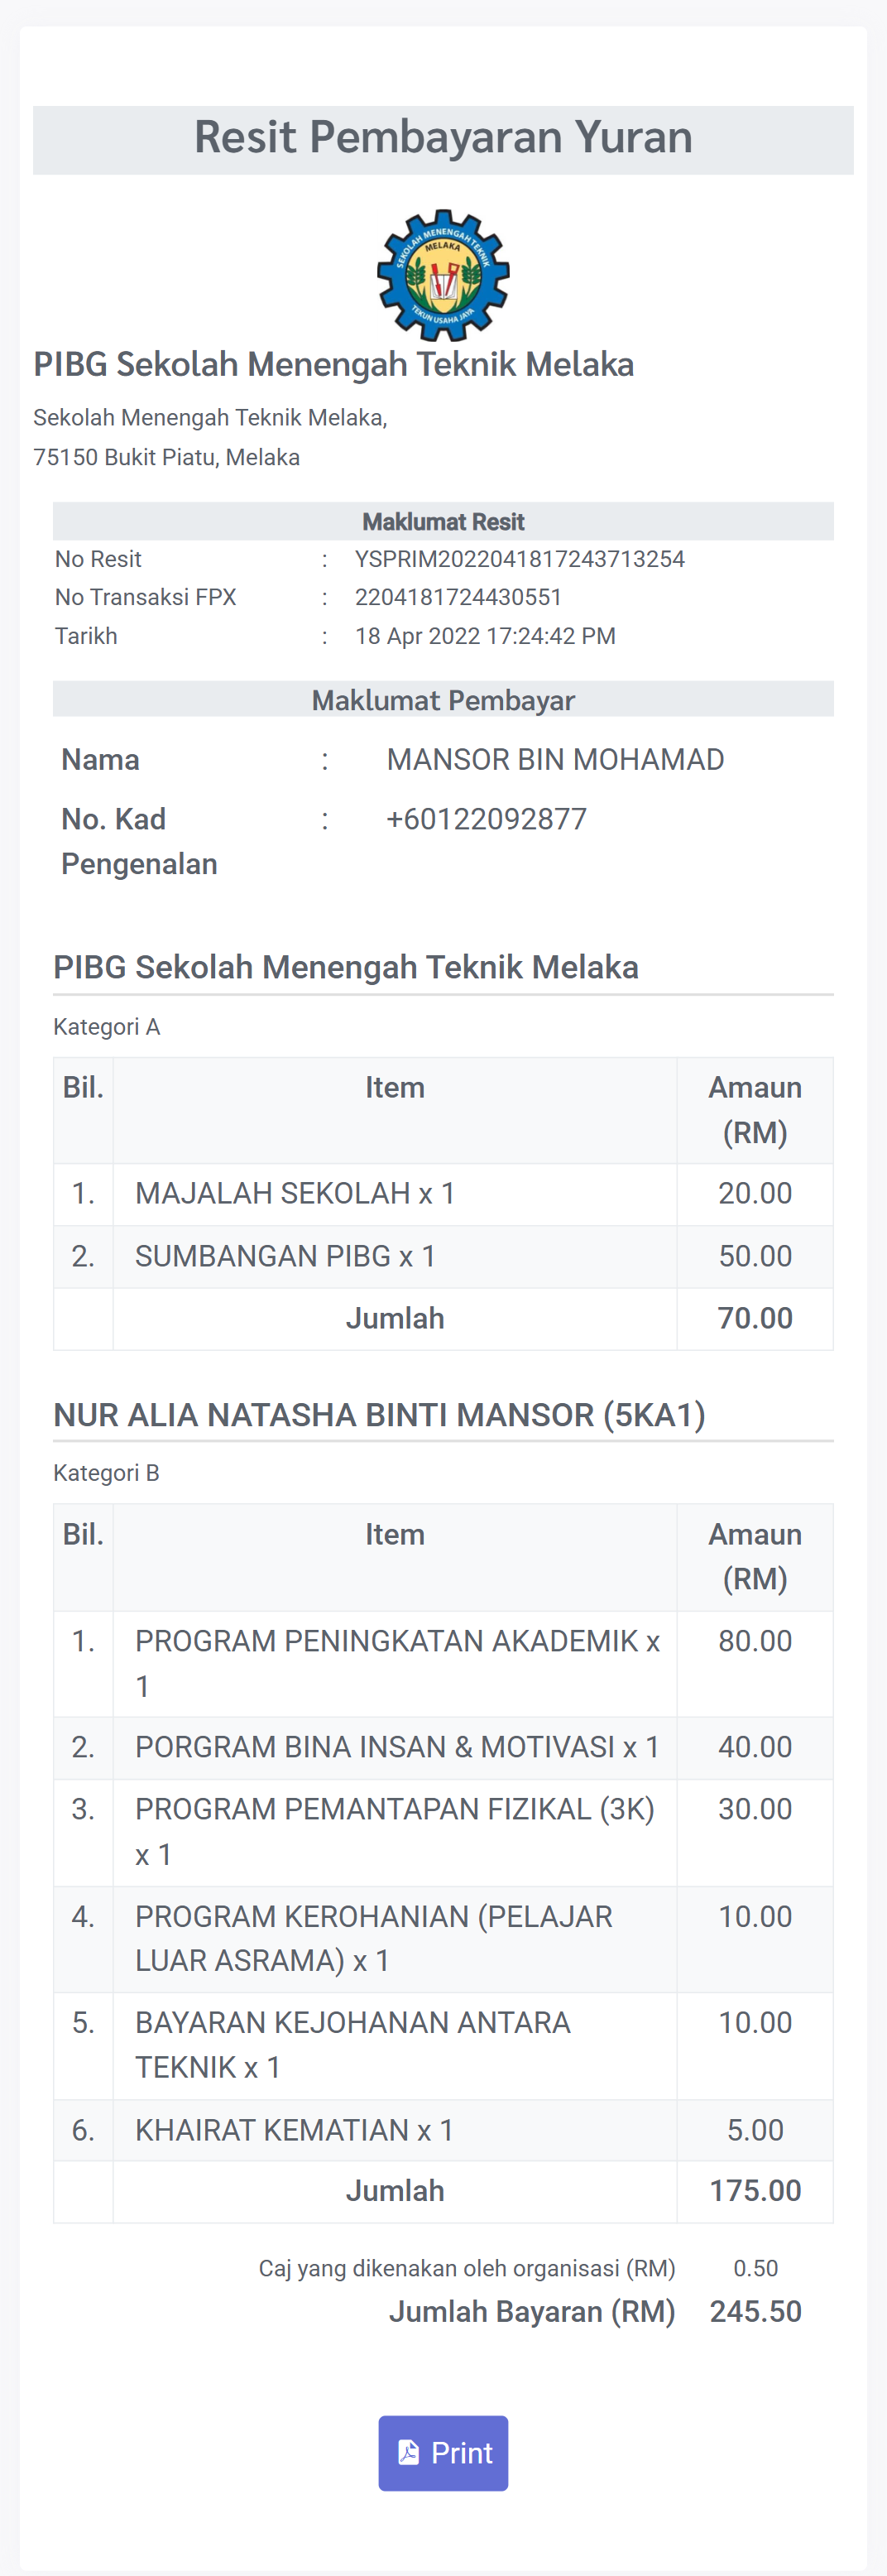 Resit Pembayaran Yuran
SEKOLAH MENENGAH TEKNIK
MELAKA
TEKUN USAHA JAYA
PIBG Sekolah Menengah Teknik Melaka
Sekolah Menengah Teknik Melaka,
75150 Bukit Piatu, Melaka
Maklumat Resit
No Resit : YSPRIM2022041817243713254
No Transaksi FPX : 2204181724430551
Tarikh : 18 Apr 2022 17:24:42 PM
Maklumat Pembayar
Nama : MANSOR BIN MOHAMAD
No. Kad : +60122092877
Pengenalan
PIBG Sekolah Menengah Teknik Melaka
Kategori A
Bil. Item Amaun
(RM)
1. MAJALAH SEKOLAH x 1 20.00
2. SUMBANGAN PIBG x 1 50.00
Jumlah 70.00
NUR ALIA NATASHA BINTI MANSOR (5KA1)
Kategori B
Bil. Item Amaun
(RM)
1. PROGRAM PENINGKATAN AKADEMIK x 80.00
1
2. PORGRAM BINA INSAN & MOTIVASI x 1 40.00
3. PROGRAM PEMANTAPAN FIZIKAL (3K) 30.00
x 1
4. PROGRAM KEROHANIAN (PELAJAR 10.00
LUAR ASRAMA) x 1
5. BAYARAN KEJOHANAN ANTARA 10.00
TEKNIK x 1
6. KHAIRAT KEMATIAN x 1 5.00
Jumlah 175.00
Caj yang dikenakan oleh organisasi (RM) 0.50
Jumlah Bayaran (RM) 245.50
Print